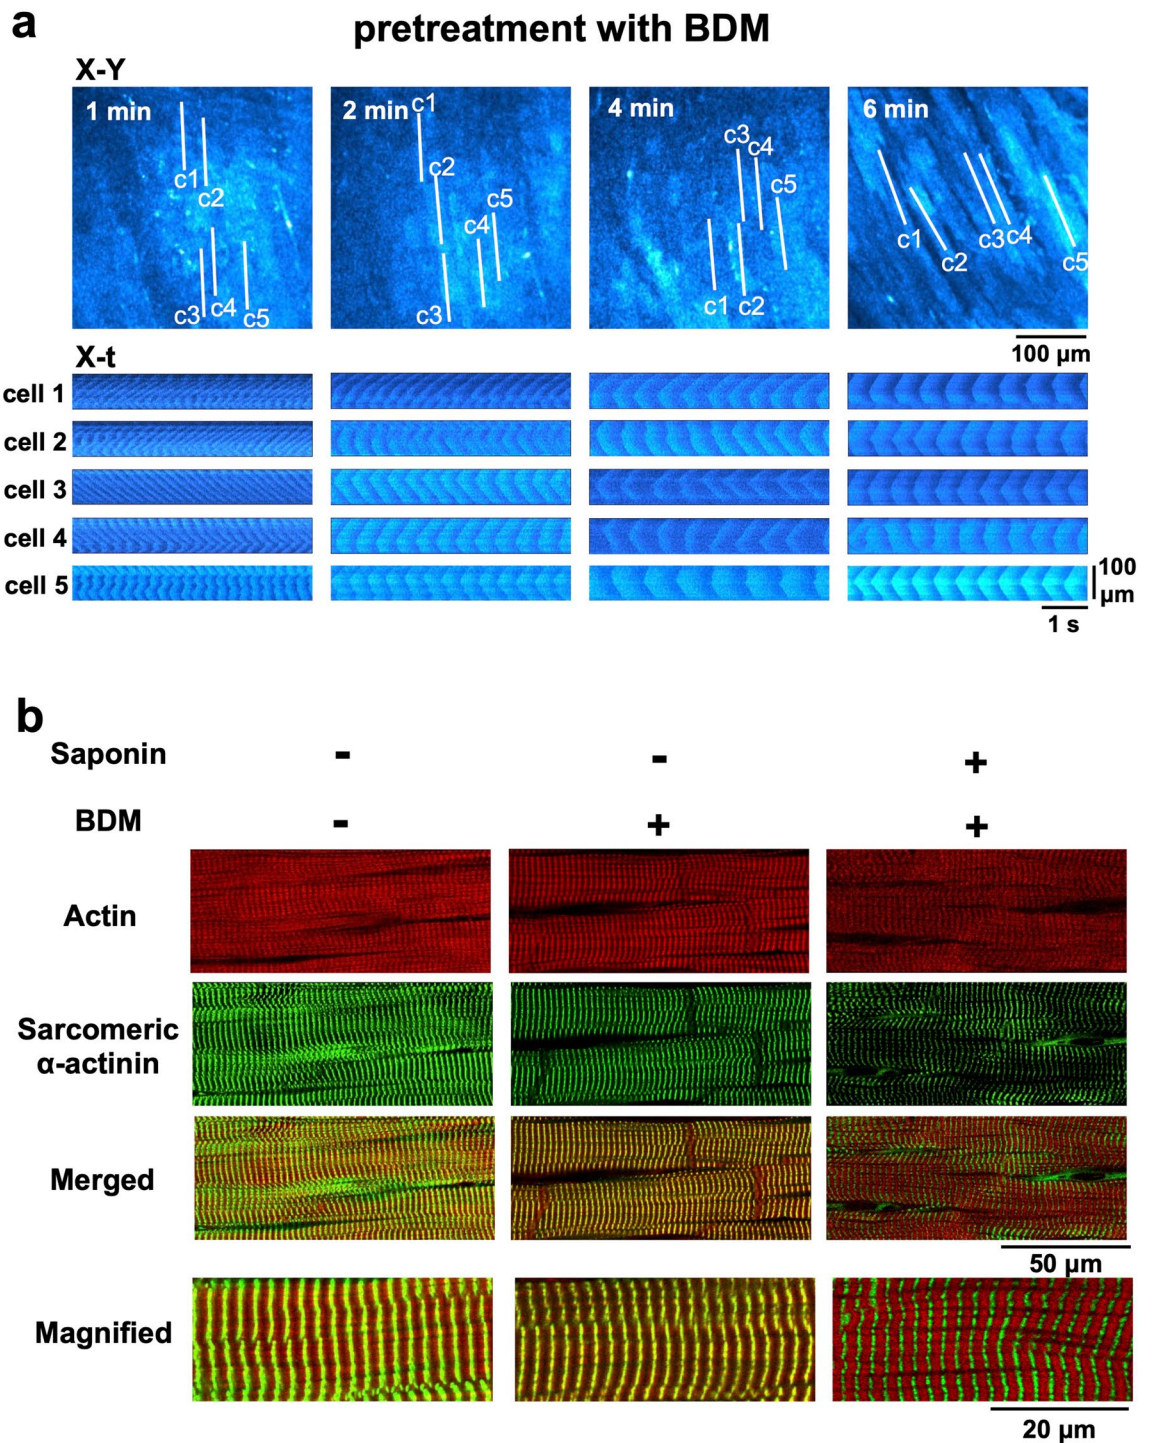 a
pretreatment with BDM
X-Y
1 min
c1
c2
c3
c4
c5
2 min
c1
c2
c5
c4
c3
4 min
c3
c4
c5
c1
c2
6 min
c1
c2
c3
c4
c5
100 µm
X-t
cell 1
cell 2
cell 3
cell 4
cell 5
100
µm
1 s
b
Saponin - - +
BDM - + +
Actin
Sarcomeric
α-actinin
Merged
50 µm
Magnified
20 µm